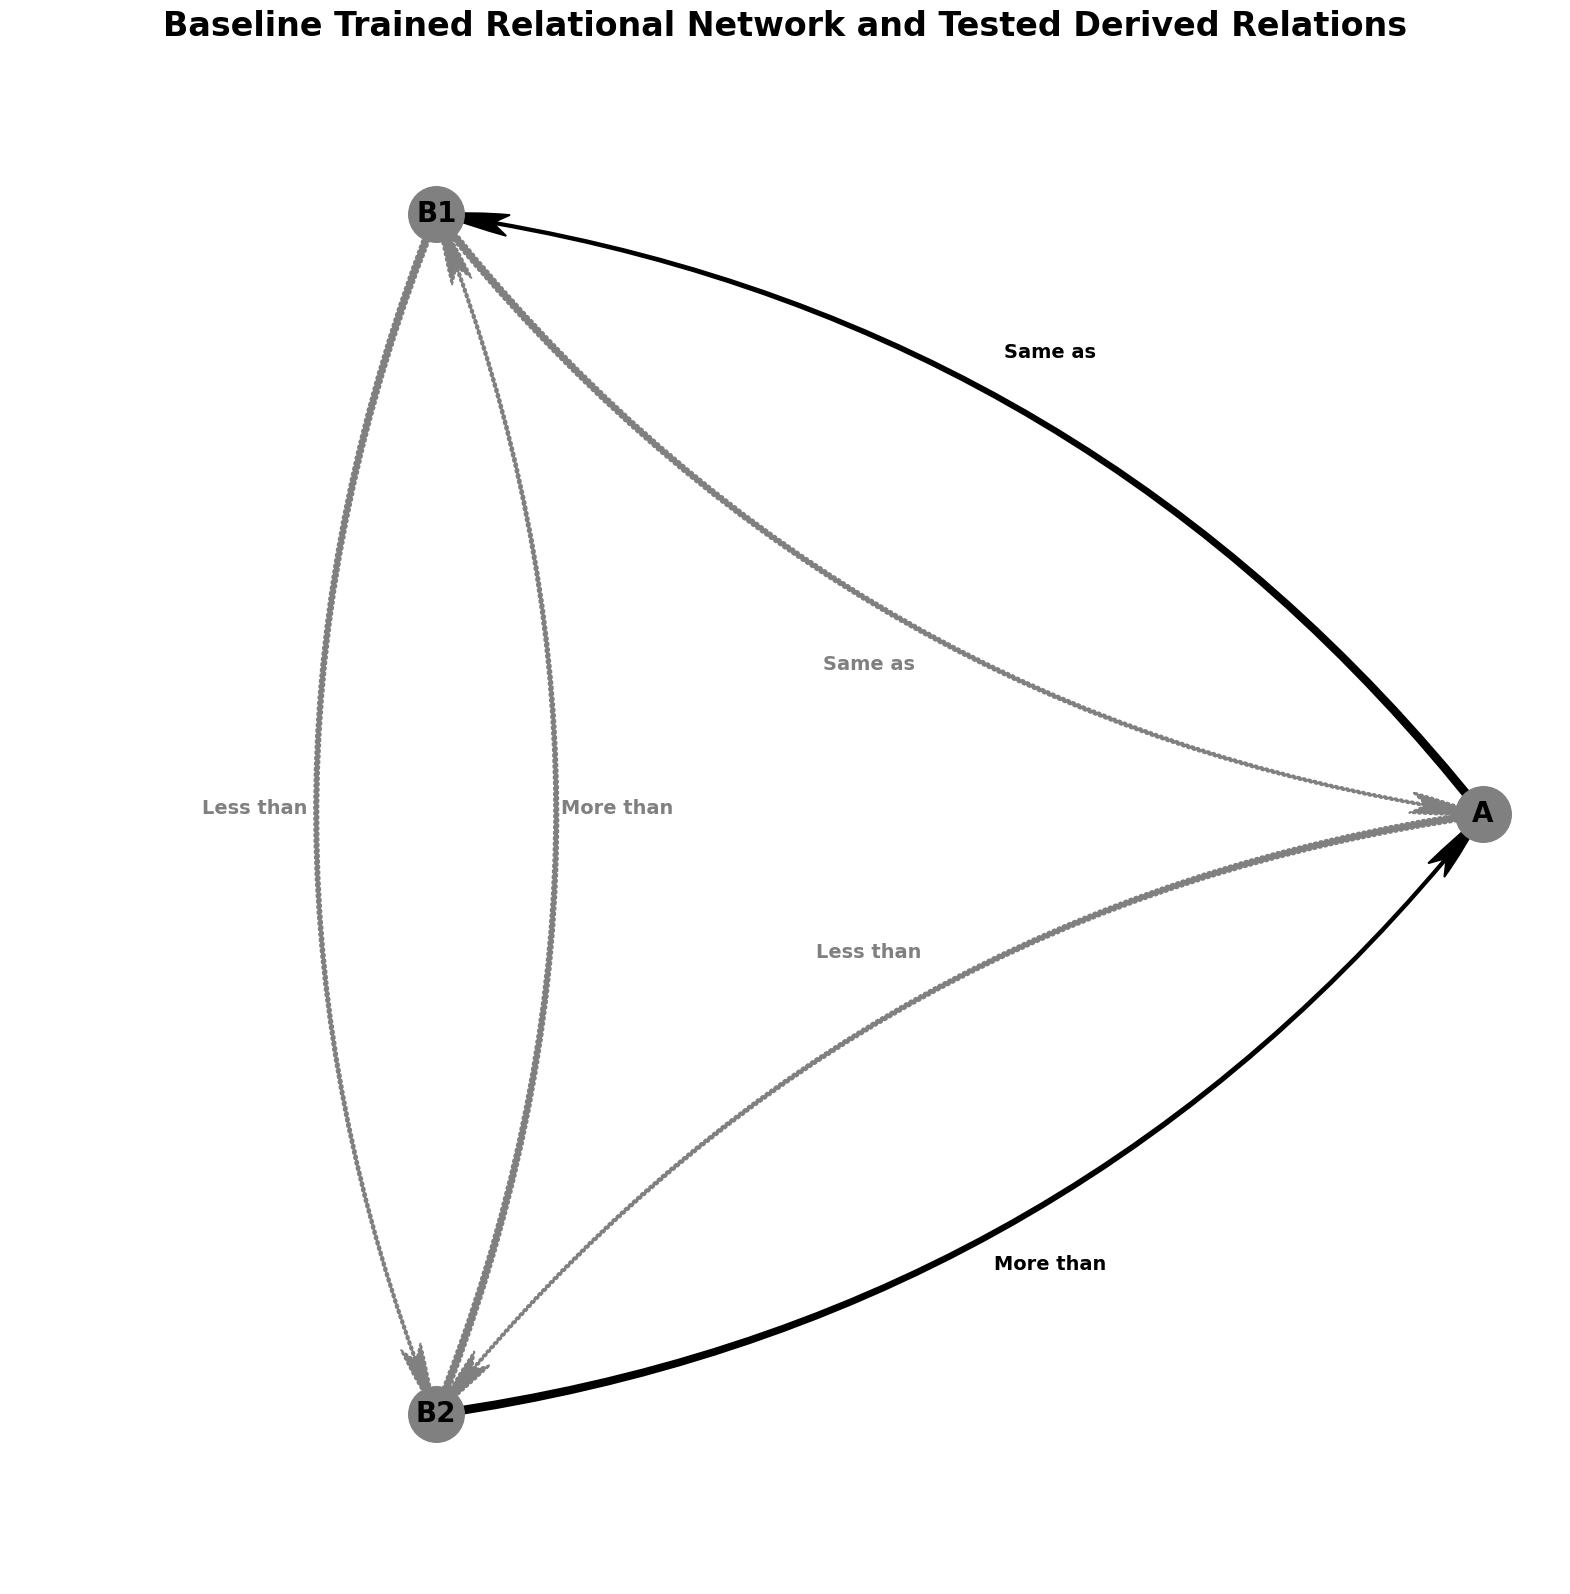 Baseline Trained Relational Network and Tested Derived Relations
B1
Same as
Same as
Less than
More than
A
Less than
More than
B2